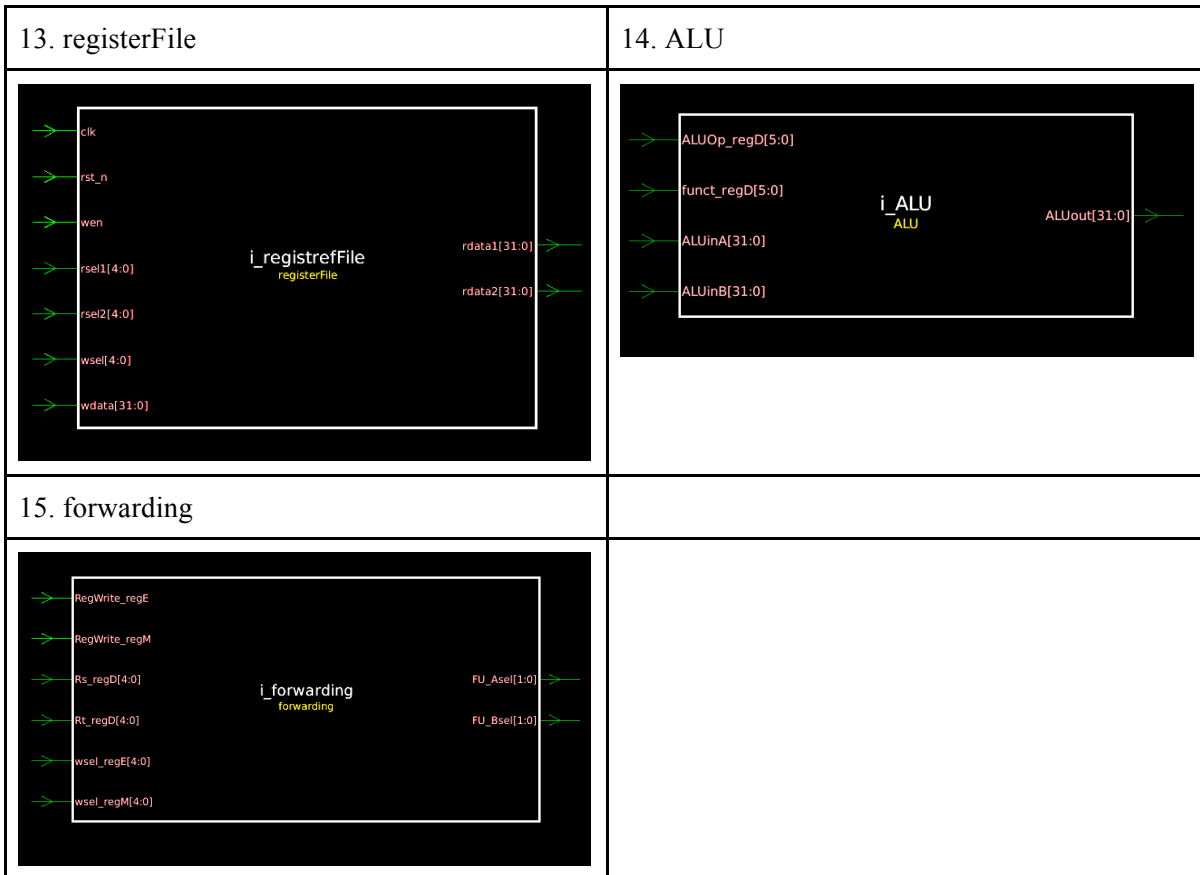 13. registerFile
14. ALU
clk
rst_n
wen
rsel1[4:0]
rsel2[4:0]
wsel[4:0]
wdata[31:0]
i_registrefFile
registerFile
rdata1[31:0]
rdata2[31:0]
ALUOp_regD[5:0]
funct_regD[5:0]
ALUinA[31:0]
ALUinB[31:0]
i_ALU
ALU
ALUout[31:0]
15. forwarding
RegWrite_regE
RegWrite_regM
Rs_regD[4:0]
Rt_regD[4:0]
wsel_regE[4:0]
wsel_regM[4:0]
i_forwarding
forwarding
FU_Asel[1:0]
FU_Bsel[1:0]